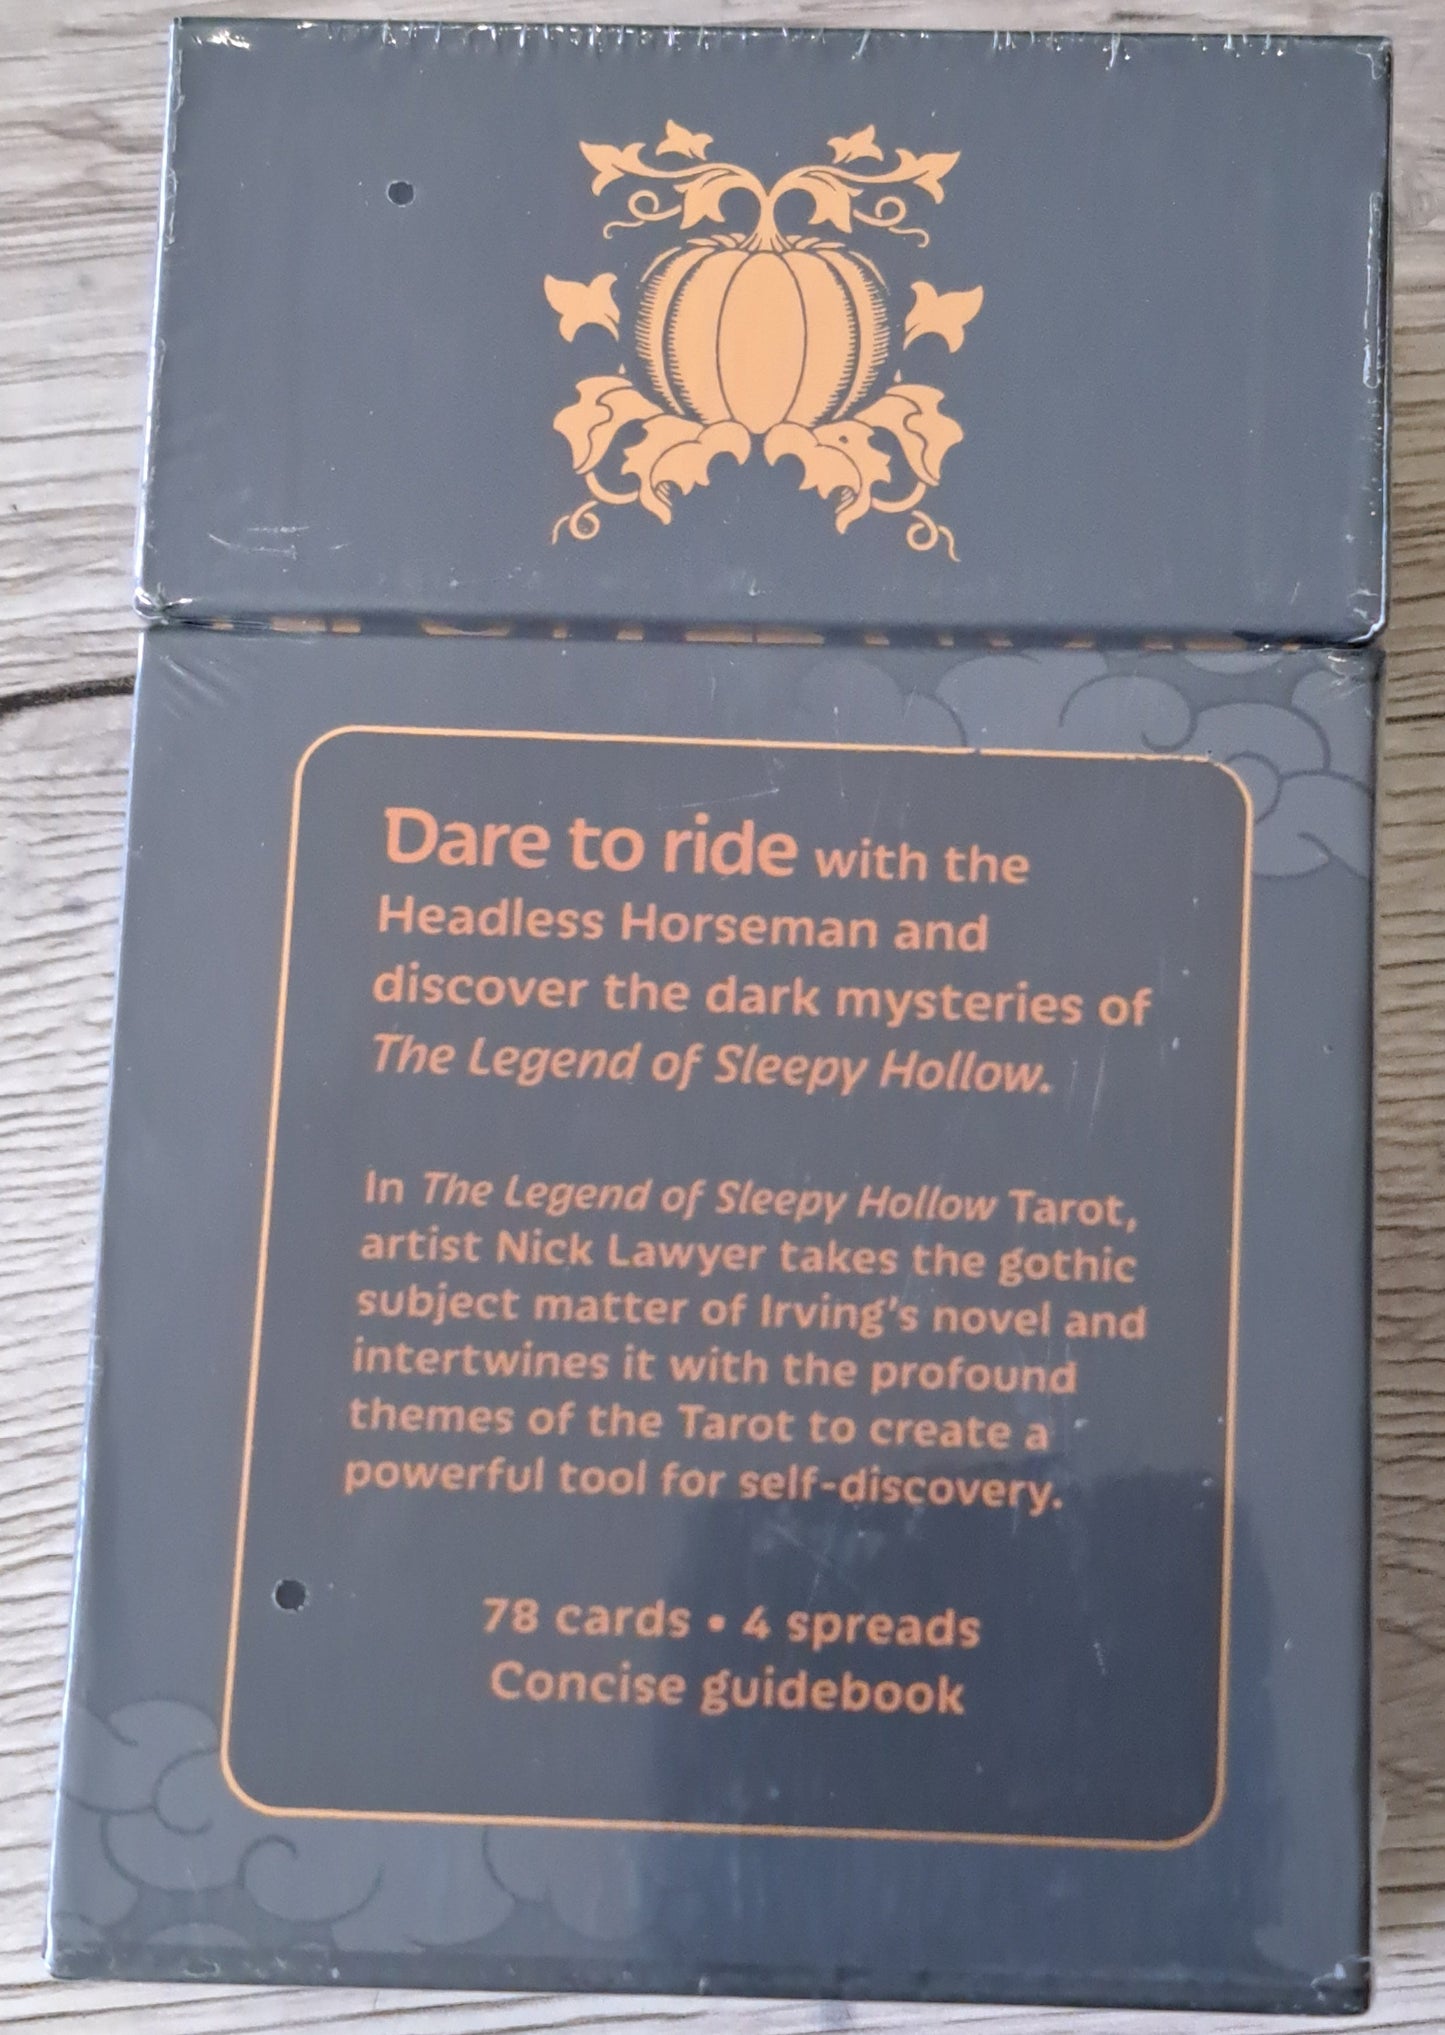 Dare to ride with the
Headless Horseman and
discover the dark mysteries of
The Legend of Sleepy Hollow.
In The Legend of Sleepy Hollow Tarot,
artist Nick Lawyer takes the gothic
subject matter of Irving's novel and
intertwines it with the profound
themes of the Tarot to create a
powerful tool for self-discovery.
78 cards • 4 spreads
Concise guidebook